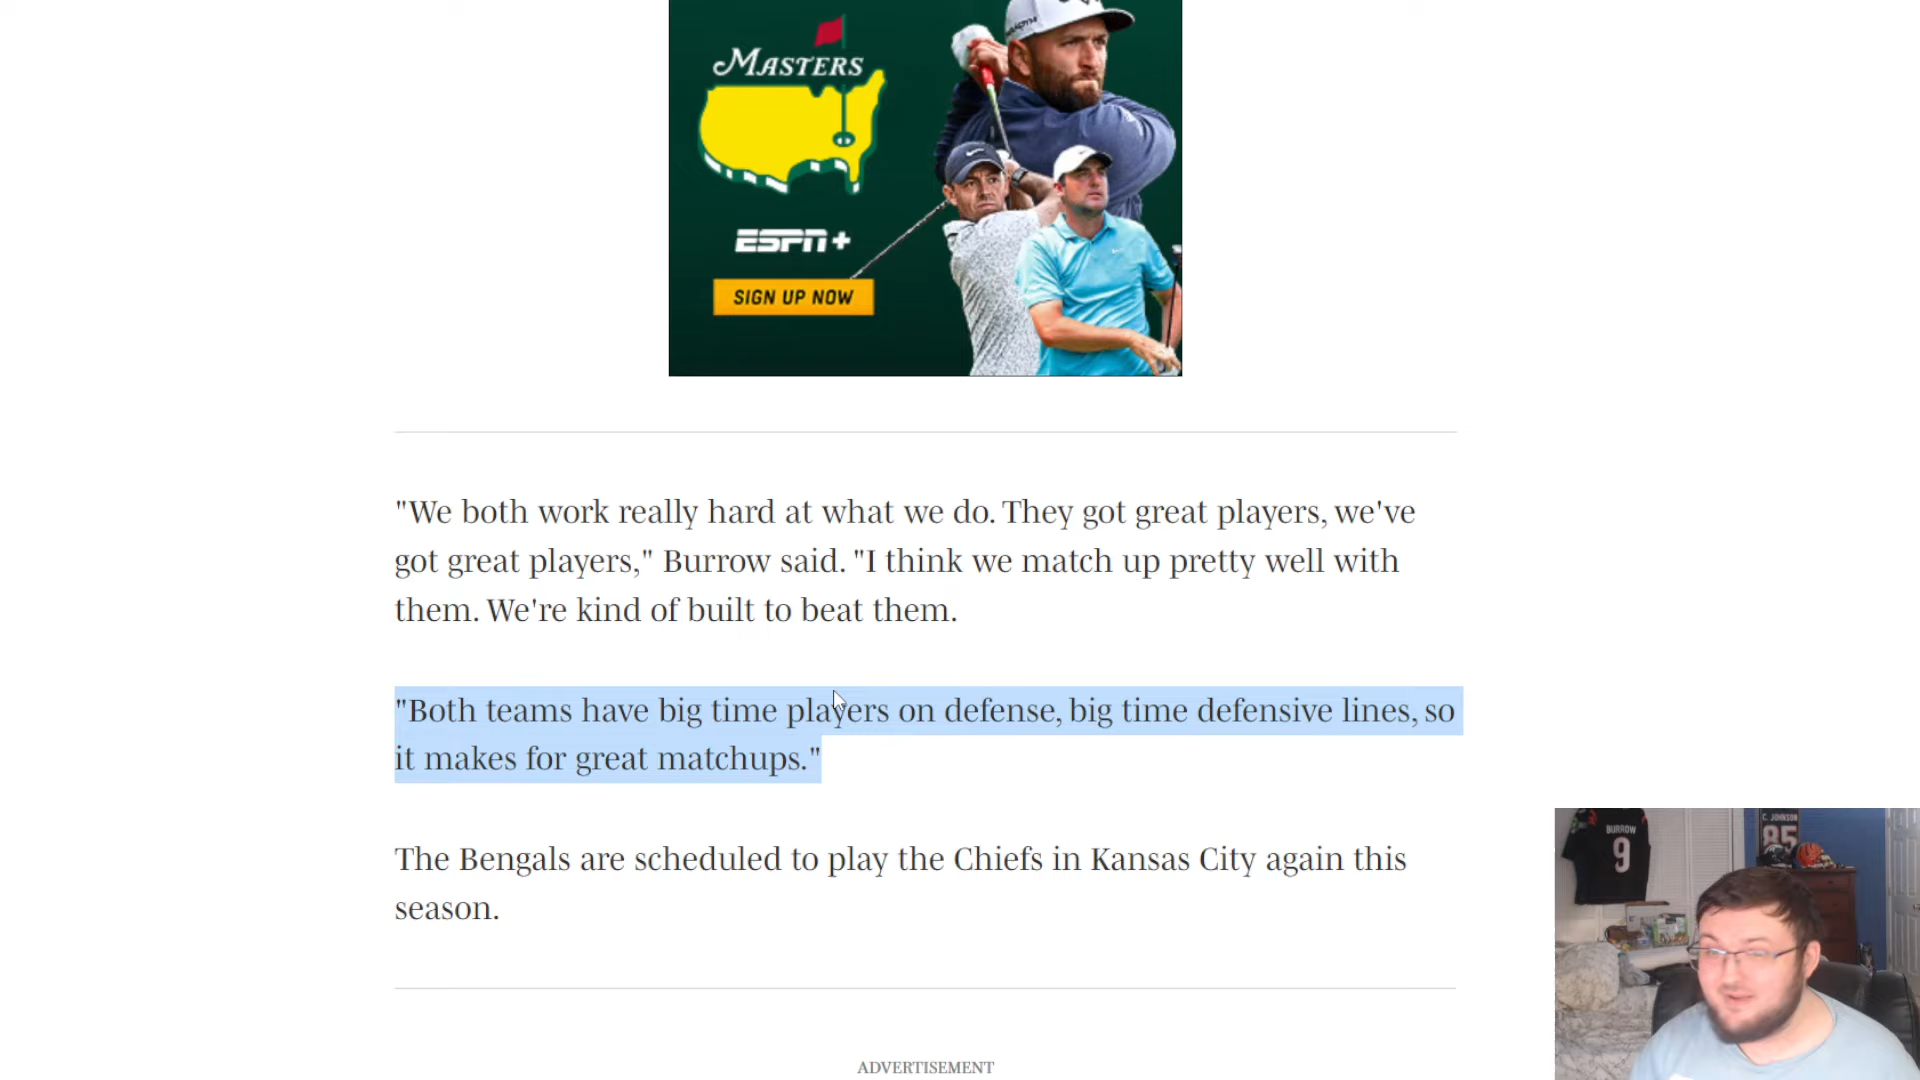 MASTERS
ESPN+
SIGN UP NOW
"We both work really hard at what we do. They got great players, we've
got great players," Burrow said. "I think we match up pretty well with
them. We're kind of built to beat them.
"Both teams have big time players on defense, big time defensive lines, so
it makes for great matchups."
The Bengals are scheduled to play the Chiefs in Kansas City again this
season.
BURROW
9
C. JOHNSON
85
ADVERTISEMENT